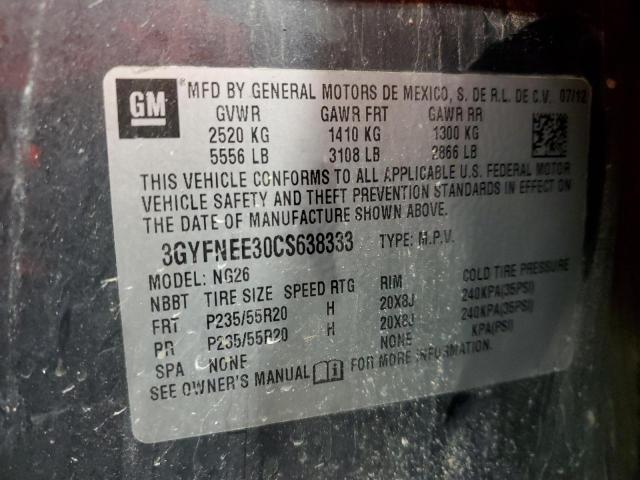 GM ® MFD BY GENERAL MOTORS DE MEXICO, S. DE R.L. DE C.V. 07/12
GVWR GAWR FRT GAWR RR
2520 KG 1410 KG 1300 KG
5556 LB 3108 LB 2866 LB
THIS VEHICLE CONFORMS TO ALL APPLICABLE U.S. FEDERAL MOTOR
VEHICLE SAFETY AND THEFT PREVENTION STANDARDS IN EFFECT ON
THE DATE OF MANUFACTURE SHOWN ABOVE.
3GYFNEE30CS638333 TYPE: M.P.V.
MODEL: NG26
NBBT TIRE SIZE SPEED RTG RIM COLD TIRE PRESSURE
FRT P235/55R20 H 20X8J 240KPA(35PSI)
RR P235/55R20 H 20X8J 240KPA(35PSI)
SPA NONE NONE KPA(PSI)
SEE OWNER'S MANUAL FOR MORE INFORMATION.